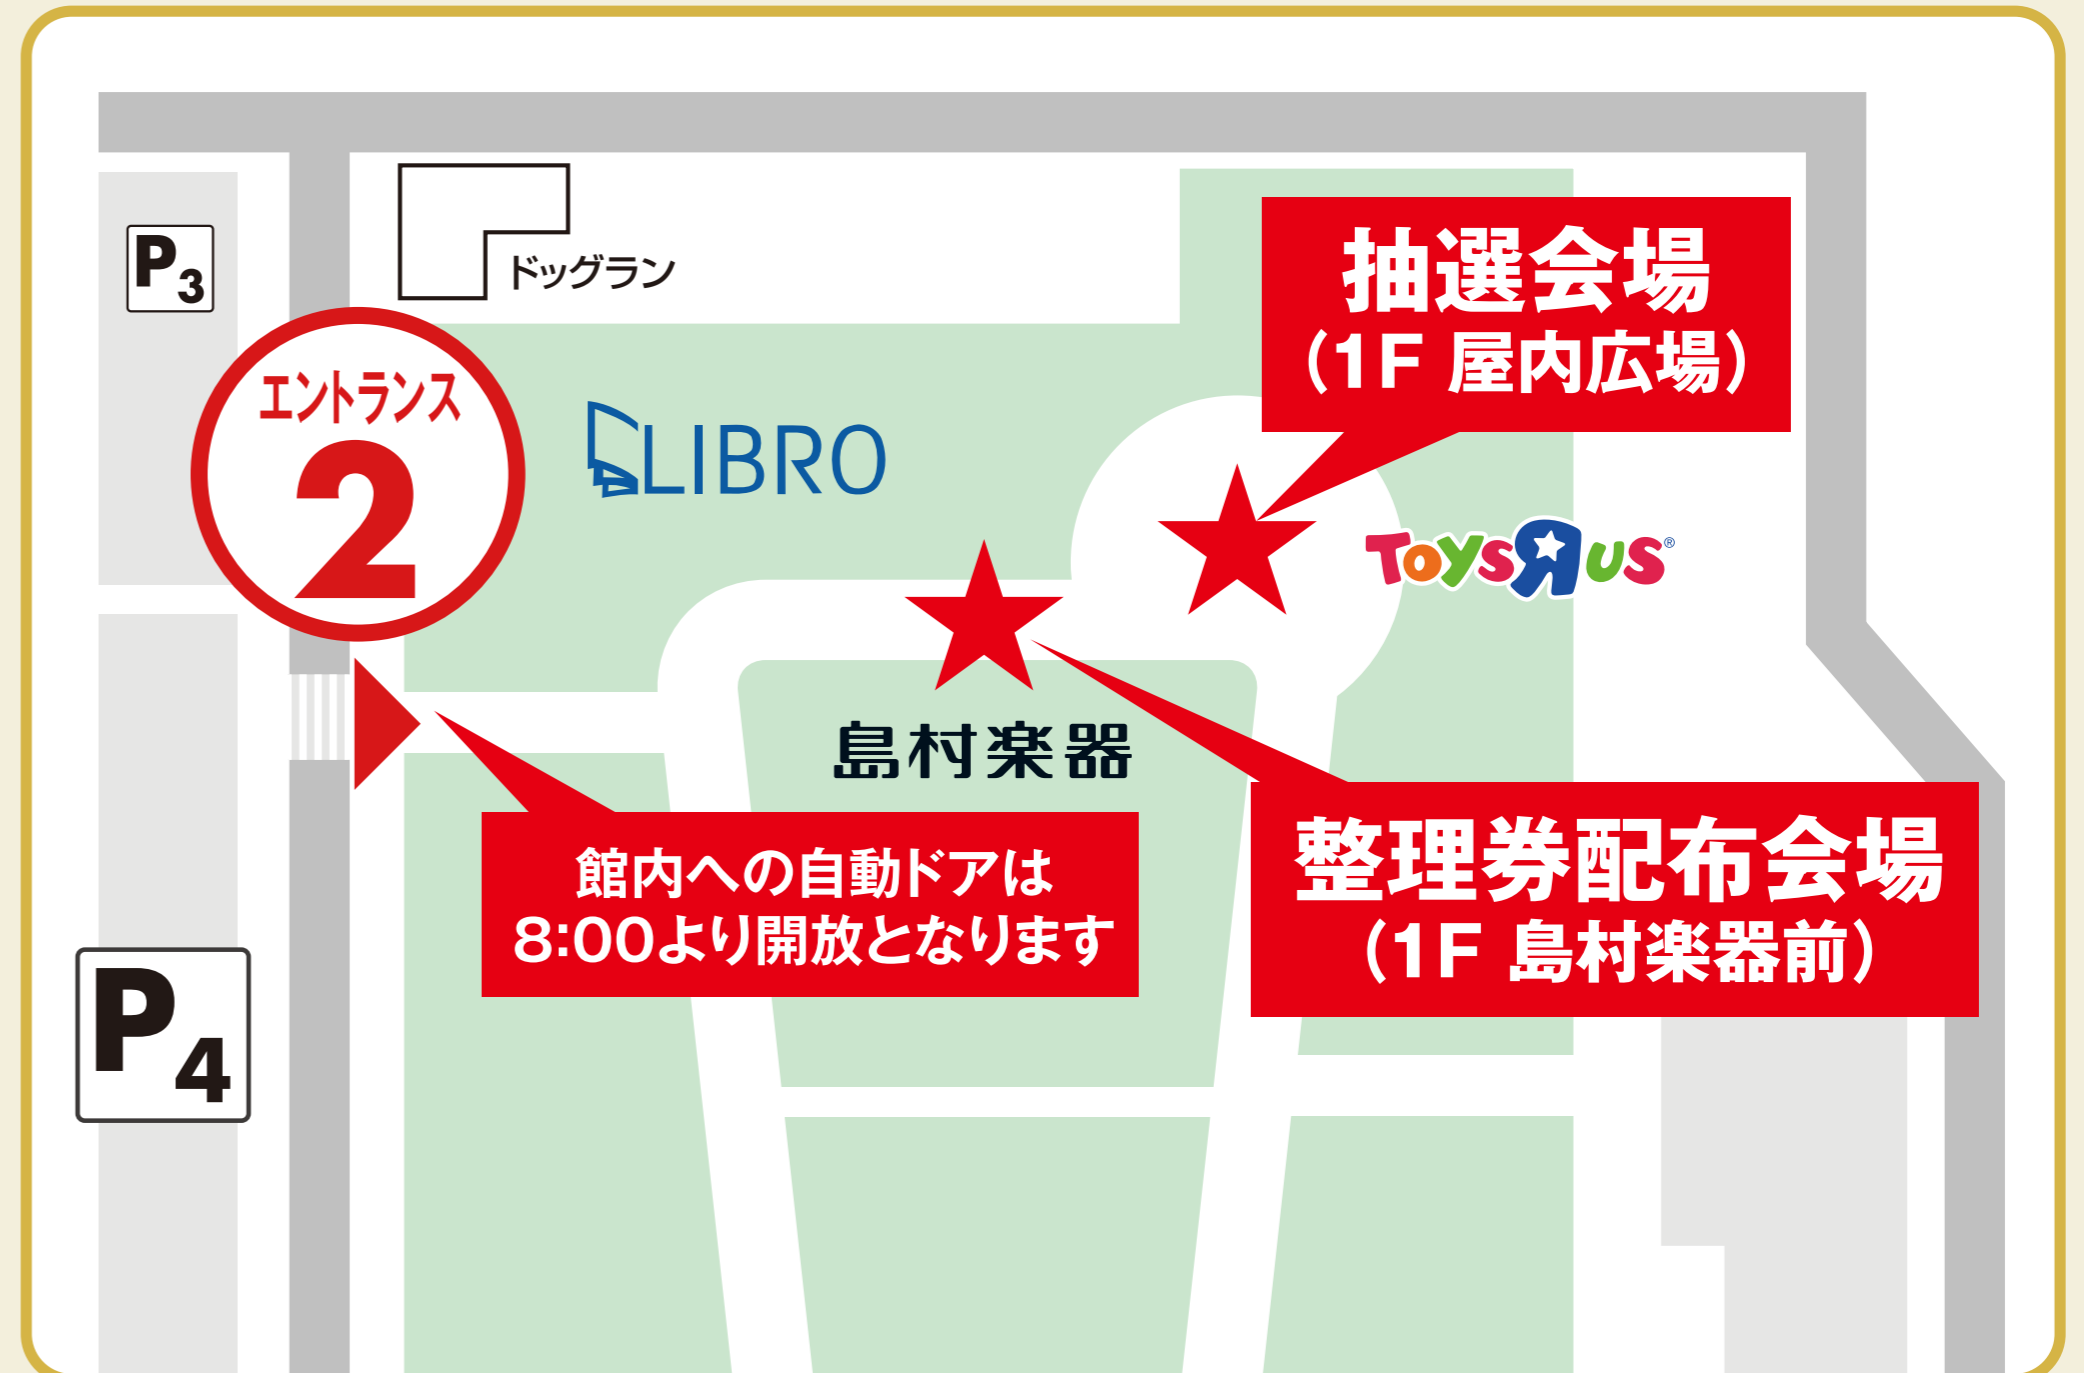 P3
ドッグラン
エントランス
2
LIBRO
抽選会場
(1F 屋内広場)
ToysЯus®
島村楽器
館内への自動ドアは
8:00より開放となります
整理券配布会場
(1F 島村楽器前)
P4